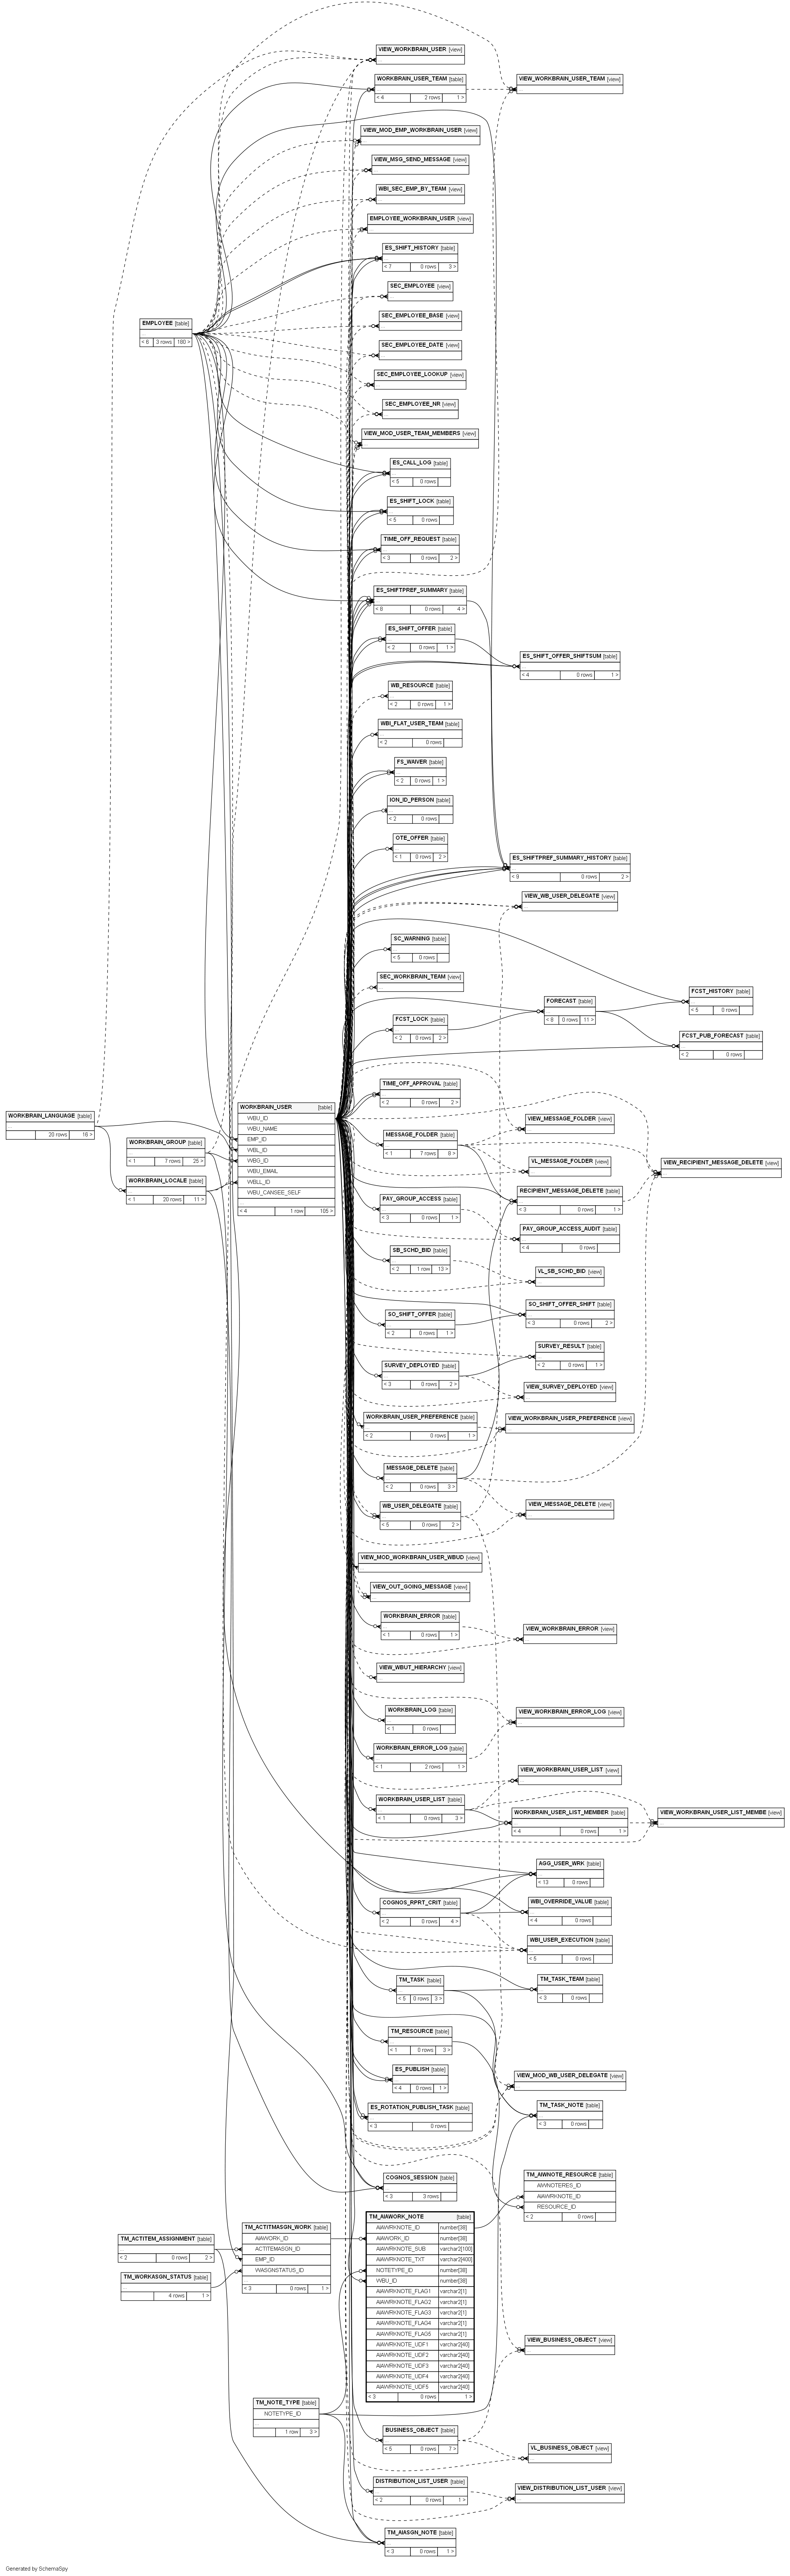 VIEW_WORKBRAIN_USER [view]
...
WORKBRAIN_USER_TEAM [table]
...
< 4 2 rows 1 >
VIEW_WORKBRAIN_USER_TEAM [view]
...
VIEW_MOD_EMP_WORKBRAIN_USER [view]
...
VIEW_MSG_SEND_MESSAGE [view]
...
WBI_SEC_EMP_BY_TEAM [view]
...
EMPLOYEE_WORKBRAIN_USER [view]
...
ES_SHIFT_HISTORY [table]
...
< 7 0 rows 3 >
SEC_EMPLOYEE [view]
...
SEC_EMPLOYEE_BASE [view]
...
EMPLOYEE [table]
...
< 6 3 rows 180 >
SEC_EMPLOYEE_DATE [view]
...
SEC_EMPLOYEE_LOOKUP [view]
...
SEC_EMPLOYEE_NR [view]
...
VIEW_MOD_USER_TEAM_MEMBERS [view]
...
ES_CALL_LOG [table]
...
< 5 0 rows
ES_SHIFT_LOCK [table]
...
< 5 0 rows
TIME_OFF_REQUEST [table]
...
< 3 0 rows 2 >
ES_SHIFTPREF_SUMMARY [table]
...
< 8 0 rows 4 >
ES_SHIFT_OFFER [table]
...
< 2 0 rows 1 >
ES_SHIFT_OFFER_SHIFTSUM [table]
...
< 4 0 rows 1 >
WB_RESOURCE [table]
...
< 2 0 rows 1 >
WBI_FLAT_USER_TEAM [table]
...
< 2 0 rows
FS_WAIVER [table]
...
< 2 0 rows 1 >
ION_ID_PERSON [table]
...
< 2 0 rows
OTE_OFFER [table]
...
< 1 0 rows 2 >
ES_SHIFTPREF_SUMMARY_HISTORY [table]
...
< 9 0 rows 2 >
VIEW_WB_USER_DELEGATE [view]
...
SC_WARNING [table]
...
< 5 0 rows
SEC_WORKBRAIN_TEAM [view]
...
FCST_LOCK [table]
...
< 2 0 rows 2 >
FORECAST [table]
...
< 8 0 rows 11 >
FCST_HISTORY [table]
...
< 5 0 rows
FCST_PUB_FORECAST [table]
...
< 2 0 rows
WORKBRAIN_LANGUAGE [table]
...
20 rows 16 >
WORKBRAIN_GROUP [table]
...
< 1 7 rows 25 >
WORKBRAIN_LOCALE [table]
...
< 1 20 rows 11 >
WORKBRAIN_USER [table]
WBU_ID
WBU_NAME
EMP_ID
WBL_ID
WBG_ID
WBU_EMAIL
WBLL_ID
WBU_CANSEE_SELF
...
< 4 1 row 105 >
TIME_OFF_APPROVAL [table]
...
< 2 0 rows 2 >
MESSAGE_FOLDER [table]
...
< 1 7 rows 8 >
VIEW_MESSAGE_FOLDER [view]
...
VL_MESSAGE_FOLDER [view]
...
VIEW_RECIPIENT_MESSAGE_DELETE [view]
...
PAY_GROUP_ACCESS [table]
...
< 3 0 rows 1 >
RECIPIENT_MESSAGE_DELETE [table]
...
< 3 0 rows 1 >
PAY_GROUP_ACCESS_AUDIT [table]
...
< 4 0 rows
SB_SCHD_BID [table]
...
< 2 1 row 13 >
VL_SB_SCHD_BID [view]
...
SO_SHIFT_OFFER [table]
...
< 2 0 rows 1 >
SO_SHIFT_OFFER_SHIFT [table]
...
< 3 0 rows 2 >
SURVEY_DEPLOYED [table]
...
< 3 0 rows 2 >
SURVEY_RESULT [table]
...
< 2 0 rows 1 >
VIEW_SURVEY_DEPLOYED [view]
...
WORKBRAIN_USER_PREFERENCE [table]
...
< 2 0 rows 1 >
VIEW_WORKBRAIN_USER_PREFERENCE [view]
...
MESSAGE_DELETE [table]
...
< 2 0 rows 3 >
WB_USER_DELEGATE [table]
...
< 5 0 rows 2 >
VIEW_MESSAGE_DELETE [view]
...
VIEW_MOD_WORKBRAIN_USER_WBUD [view]
...
VIEW_OUT_GOING_MESSAGE [view]
...
WORKBRAIN_ERROR [table]
...
< 1 0 rows 1 >
VIEW_WORKBRAIN_ERROR [view]
...
VIEW_WBUT_HIERARCHY [view]
...
WORKBRAIN_LOG [table]
...
< 1 0 rows
VIEW_WORKBRAIN_ERROR_LOG [view]
...
WORKBRAIN_ERROR_LOG [table]
...
< 1 2 rows 1 >
VIEW_WORKBRAIN_USER_LIST [view]
...
WORKBRAIN_USER_LIST [table]
...
< 1 0 rows 3 >
WORKBRAIN_USER_LIST_MEMBER [table]
...
< 4 0 rows 1 >
VIEW_WORKBRAIN_USER_LIST_MEMBE [view]
...
AGG_USER_WRK [table]
...
< 13 0 rows
COGNOS_RPRT_CRIT [table]
...
< 2 0 rows 4 >
WBI_OVERRIDE_VALUE [table]
...
< 4 0 rows
WBI_USER_EXECUTION [table]
...
< 5 0 rows
TM_TASK [table]
...
< 5 0 rows 3 >
TM_TASK_TEAM [table]
...
< 3 0 rows
TM_RESOURCE [table]
...
< 1 0 rows 3 >
ES_PUBLISH [table]
...
< 4 0 rows 1 >
VIEW_MOD_WB_USER_DELEGATE [view]
...
ES_ROTATION_PUBLISH_TASK [table]
...
< 3 0 rows
TM_TASK_NOTE [table]
...
< 3 0 rows
COGNOS_SESSION [table]
...
< 3 3 rows
TM_AIWNOTE_RESOURCE [table]
AIWNOTERES_ID
AIAWRKNOTE_ID
RESOURCE_ID
< 2 0 rows
TM_ACTITEM_ASSIGNMENT [table]
...
< 2 0 rows 2 >
TM_WORKASGN_STATUS [table]
...
4 rows 1 >
TM_ACTITMASGN_WORK [table]
AIAWORK_ID
ACTITEMASGN_ID
EMP_ID
WASGNSTATUS_ID
...
< 3 0 rows 1 >
TM_AIAWORK_NOTE [table]
AIAWRKNOTE_ID number[38]
AIAWORK_ID number[38]
AIAWRKNOTE_SUB varchar2[100]
AIAWRKNOTE_TXT varchar2[400]
NOTETYPE_ID number[38]
WBU_ID number[38]
AIAWRKNOTE_FLAG1 varchar2[1]
AIAWRKNOTE_FLAG2 varchar2[1]
AIAWRKNOTE_FLAG3 varchar2[1]
AIAWRKNOTE_FLAG4 varchar2[1]
AIAWRKNOTE_FLAG5 varchar2[1]
AIAWRKNOTE_UDF1 varchar2[40]
AIAWRKNOTE_UDF2 varchar2[40]
AIAWRKNOTE_UDF3 varchar2[40]
AIAWRKNOTE_UDF4 varchar2[40]
AIAWRKNOTE_UDF5 varchar2[40]
< 3 0 rows 1 >
VIEW_BUSINESS_OBJECT [view]
...
TM_NOTE_TYPE [table]
NOTETYPE_ID
...
1 row 3 >
BUSINESS_OBJECT [table]
...
< 5 0 rows 7 >
VL_BUSINESS_OBJECT [view]
...
DISTRIBUTION_LIST_USER [table]
...
< 2 0 rows 1 >
VIEW_DISTRIBUTION_LIST_USER [view]
...
TM_AIASGN_NOTE [table]
...
< 3 0 rows 1 >
Generated by SchemaSpy